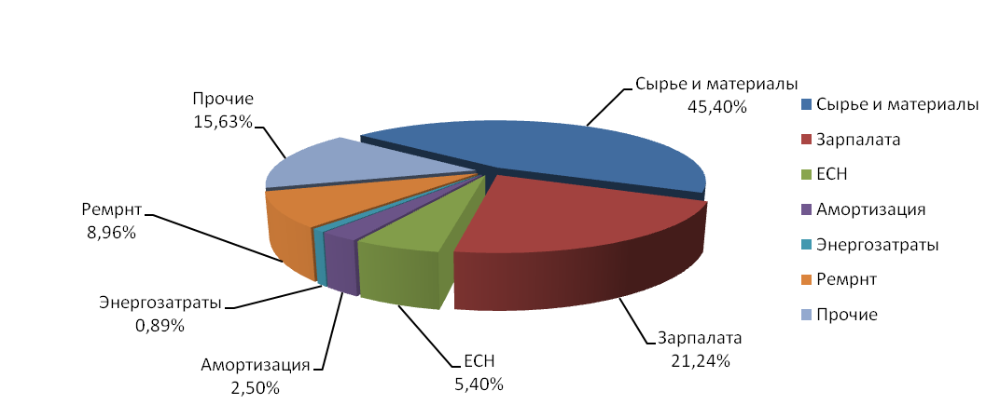 Сырье и материалы
45,40%
Прочие
15,63%
Ремрнт
8,96%
Энергозатраты
0,89%
Амортизация
2,50%
ЕСН
5,40%
Зарпалата
21,24%
Сырье и материалы
Зарпалата
ЕСН
Амортизация
Энергозатраты
Ремрнт
Прочие